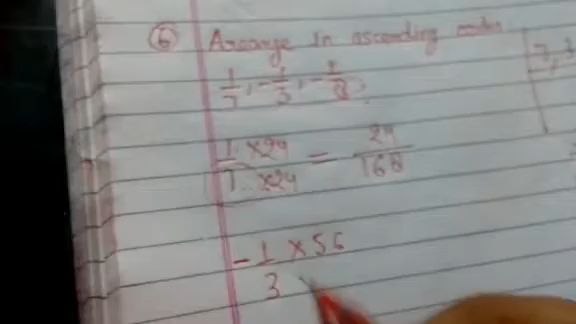 6 Arrange in ascending order
1/7, -1/3, -1/8
1 × 24 / 7 × 24 = 24/168
-1 × 56
3